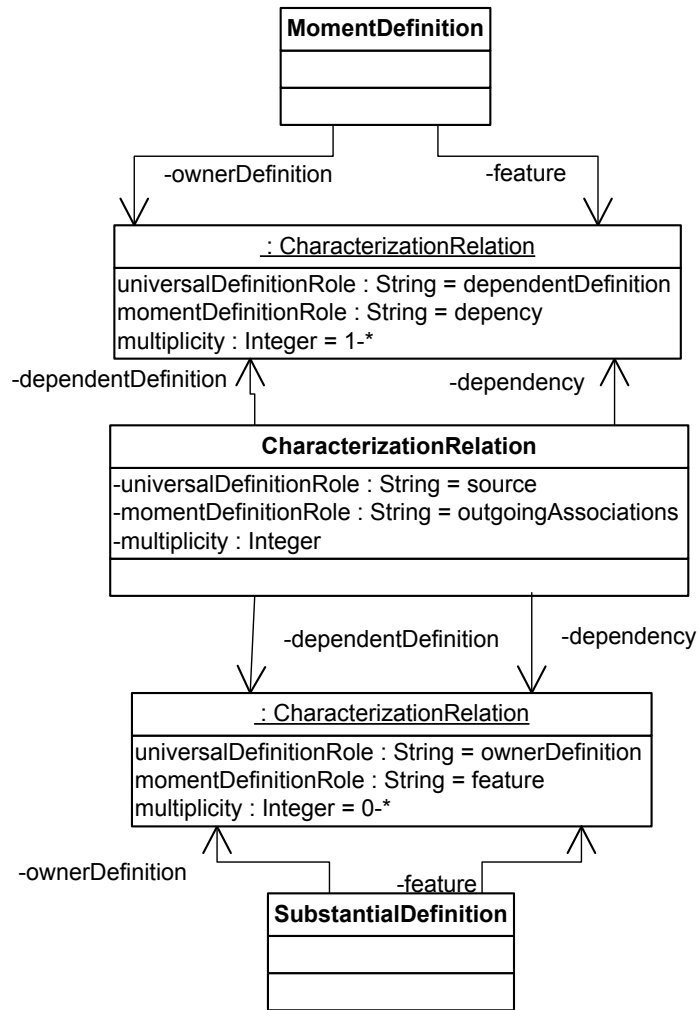 MomentDefinition
-ownerDefinition
-feature
: CharacterizationRelation
universalDefinitionRole : String = dependentDefinition
momentDefinitionRole : String = depency
multiplicity : Integer = 1-*
-dependentDefinition
-dependency
CharacterizationRelation
-universalDefinitionRole : String = source
-momentDefinitionRole : String = outgoingAssociations
-multiplicity : Integer
-dependentDefinition
-dependency
: CharacterizationRelation
universalDefinitionRole : String = ownerDefinition
momentDefinitionRole : String = feature
multiplicity : Integer = 0-*
-ownerDefinition
-feature
SubstantialDefinition